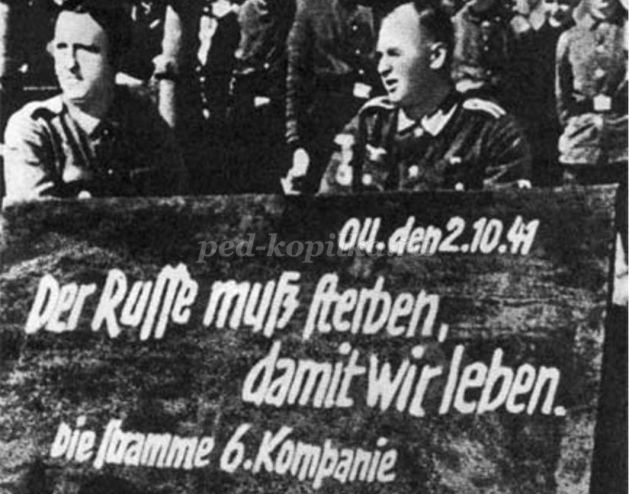 OU. den 2.10.41
Der Russe muß sterben,
damit wir leben.
Die stramme 6. Kompanie